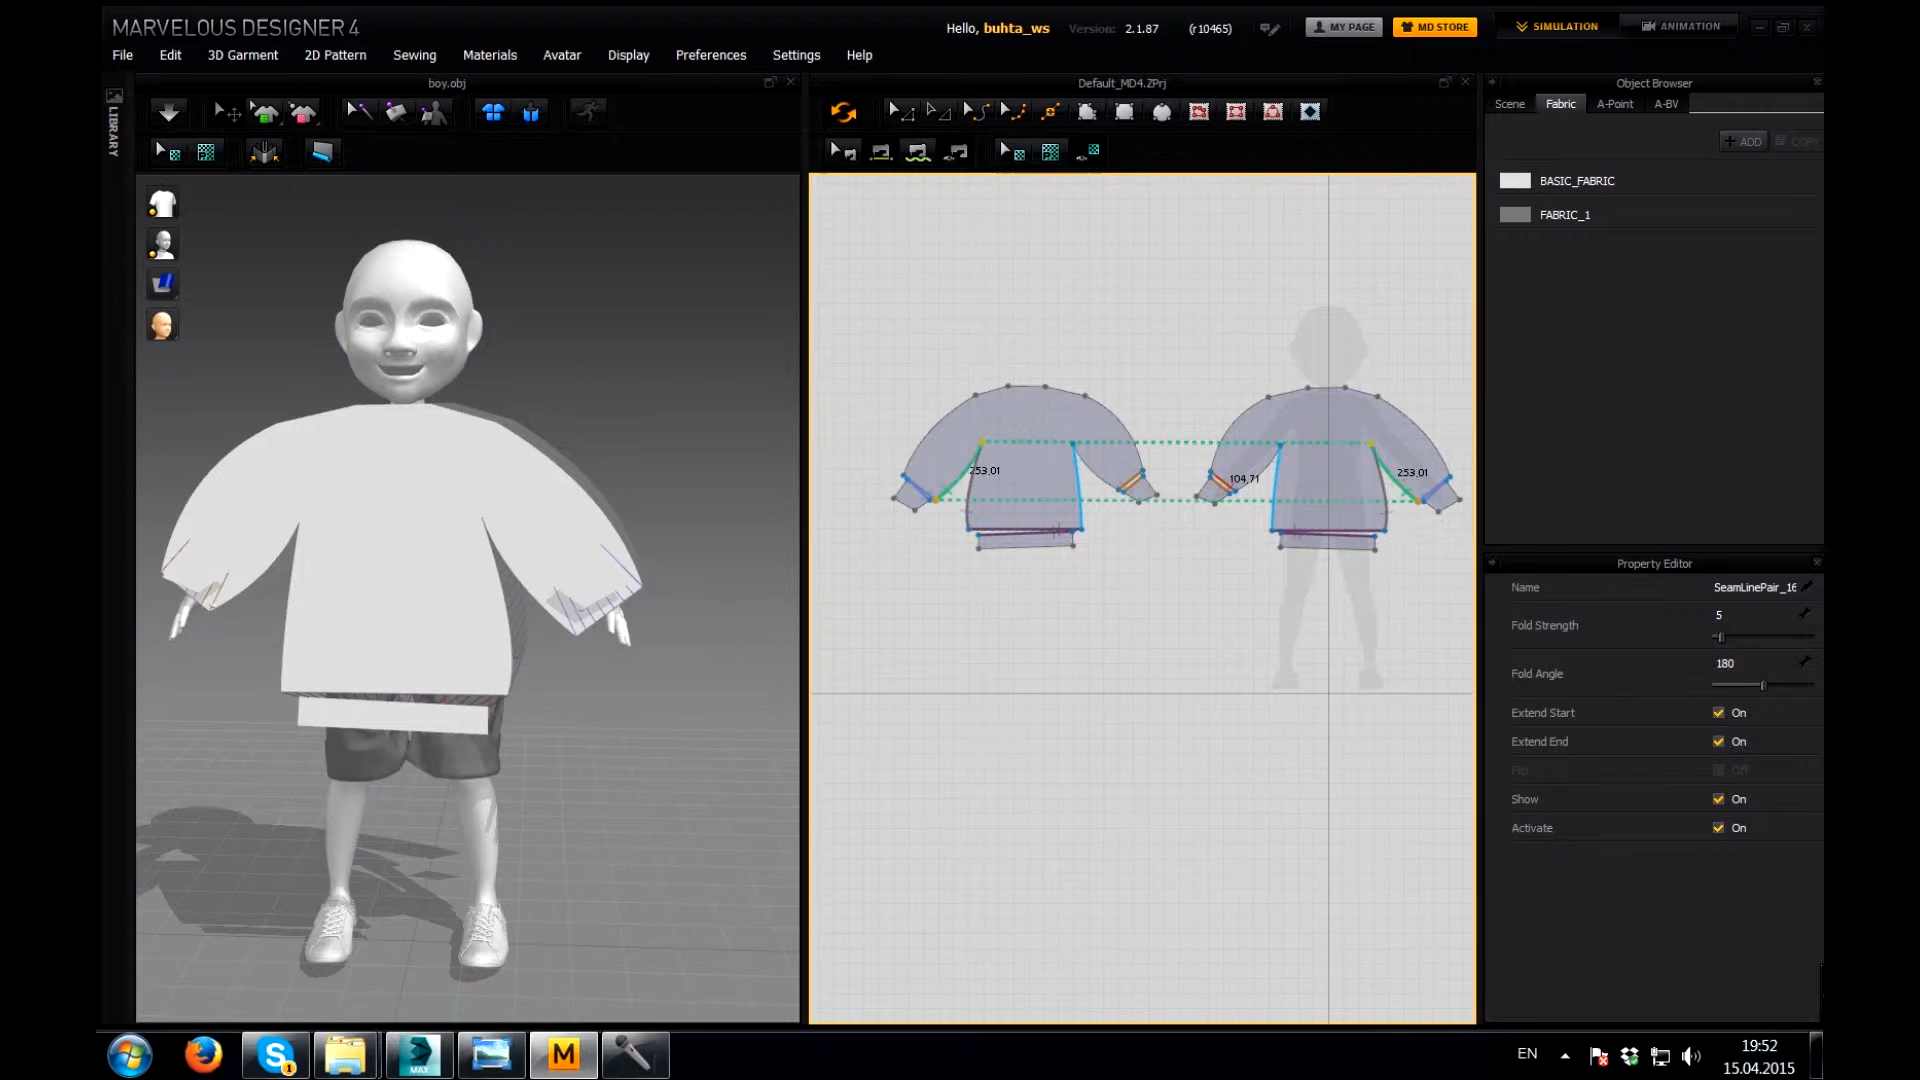 MARVELOUS DESIGNER 4
Hello, buhta_ws Version: 2.1.87 (r10465)
MY PAGE MD STORE SIMULATION ANIMATION
File Edit 3D Garment 2D Pattern Sewing Materials Avatar Display Preferences Settings Help
LIBRARY
boy.obj
Default_MD4.ZPrj
Object Browser
Scene Fabric A-Point A-BV
+ ADD COPY
BASIC_FABRIC
FABRIC_1
253,01
104,71
253,01
Property Editor
Name SeamLinePair_16
Fold Strength 5
Fold Angle 180
Extend Start On
Extend End On
Flip Off
Show On
Activate On
S 1
MAX
M
EN
19:52
15.04.2015